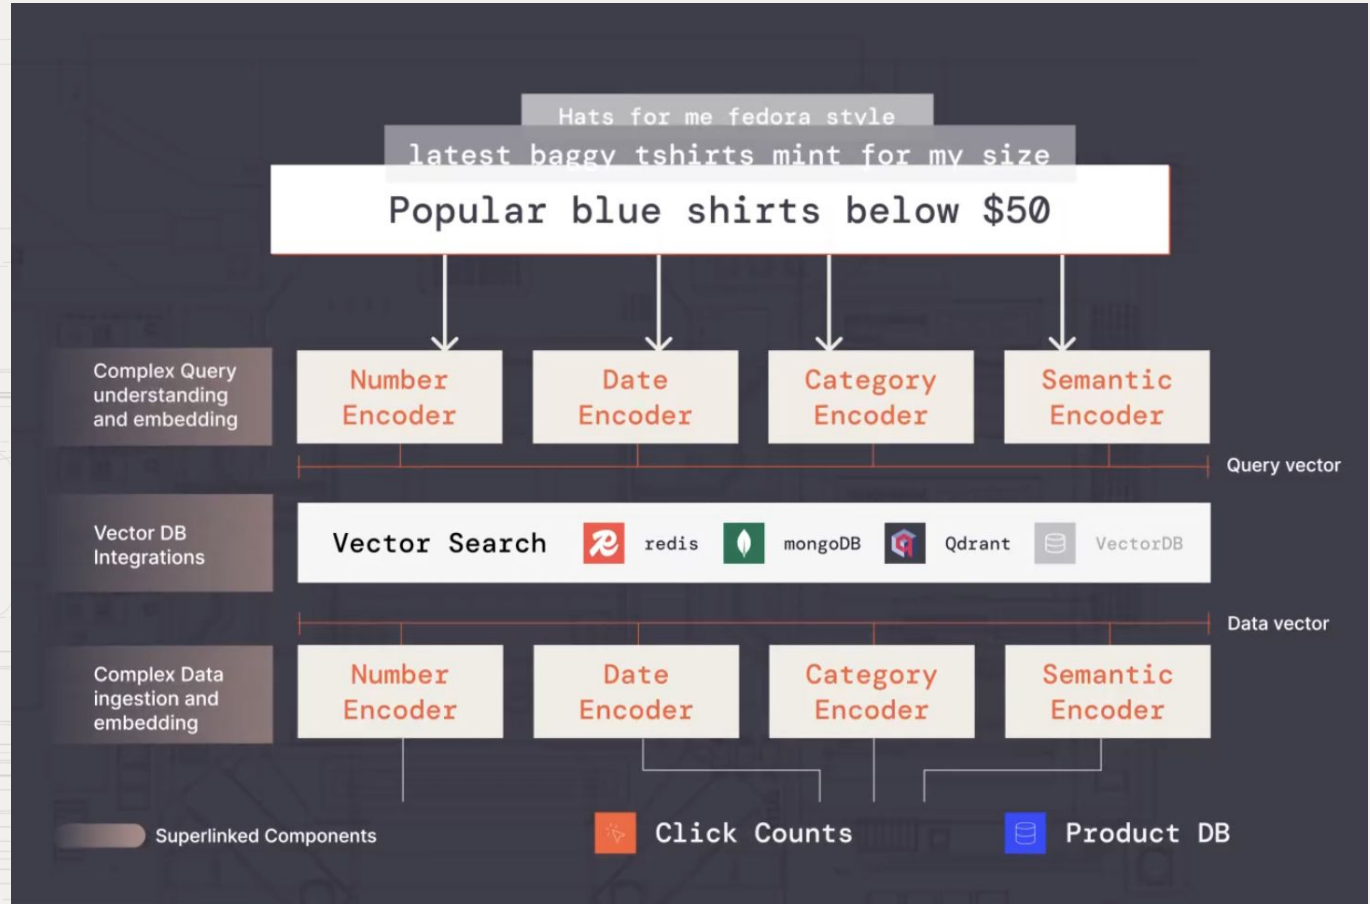 Hats for me fedora style
latest baggy tshirts mint for my size
Popular blue shirts below $50
Complex Query
understanding
and embedding
Number
Encoder
Date
Encoder
Category
Encoder
Semantic
Encoder
Query vector
Vector DB
Integrations
Vector Search
redis
mongoDB
Qdrant
VectorDB
Data vector
Complex Data
ingestion and
embedding
Number
Encoder
Date
Encoder
Category
Encoder
Semantic
Encoder
Superlinked Components
Click Counts
Product DB